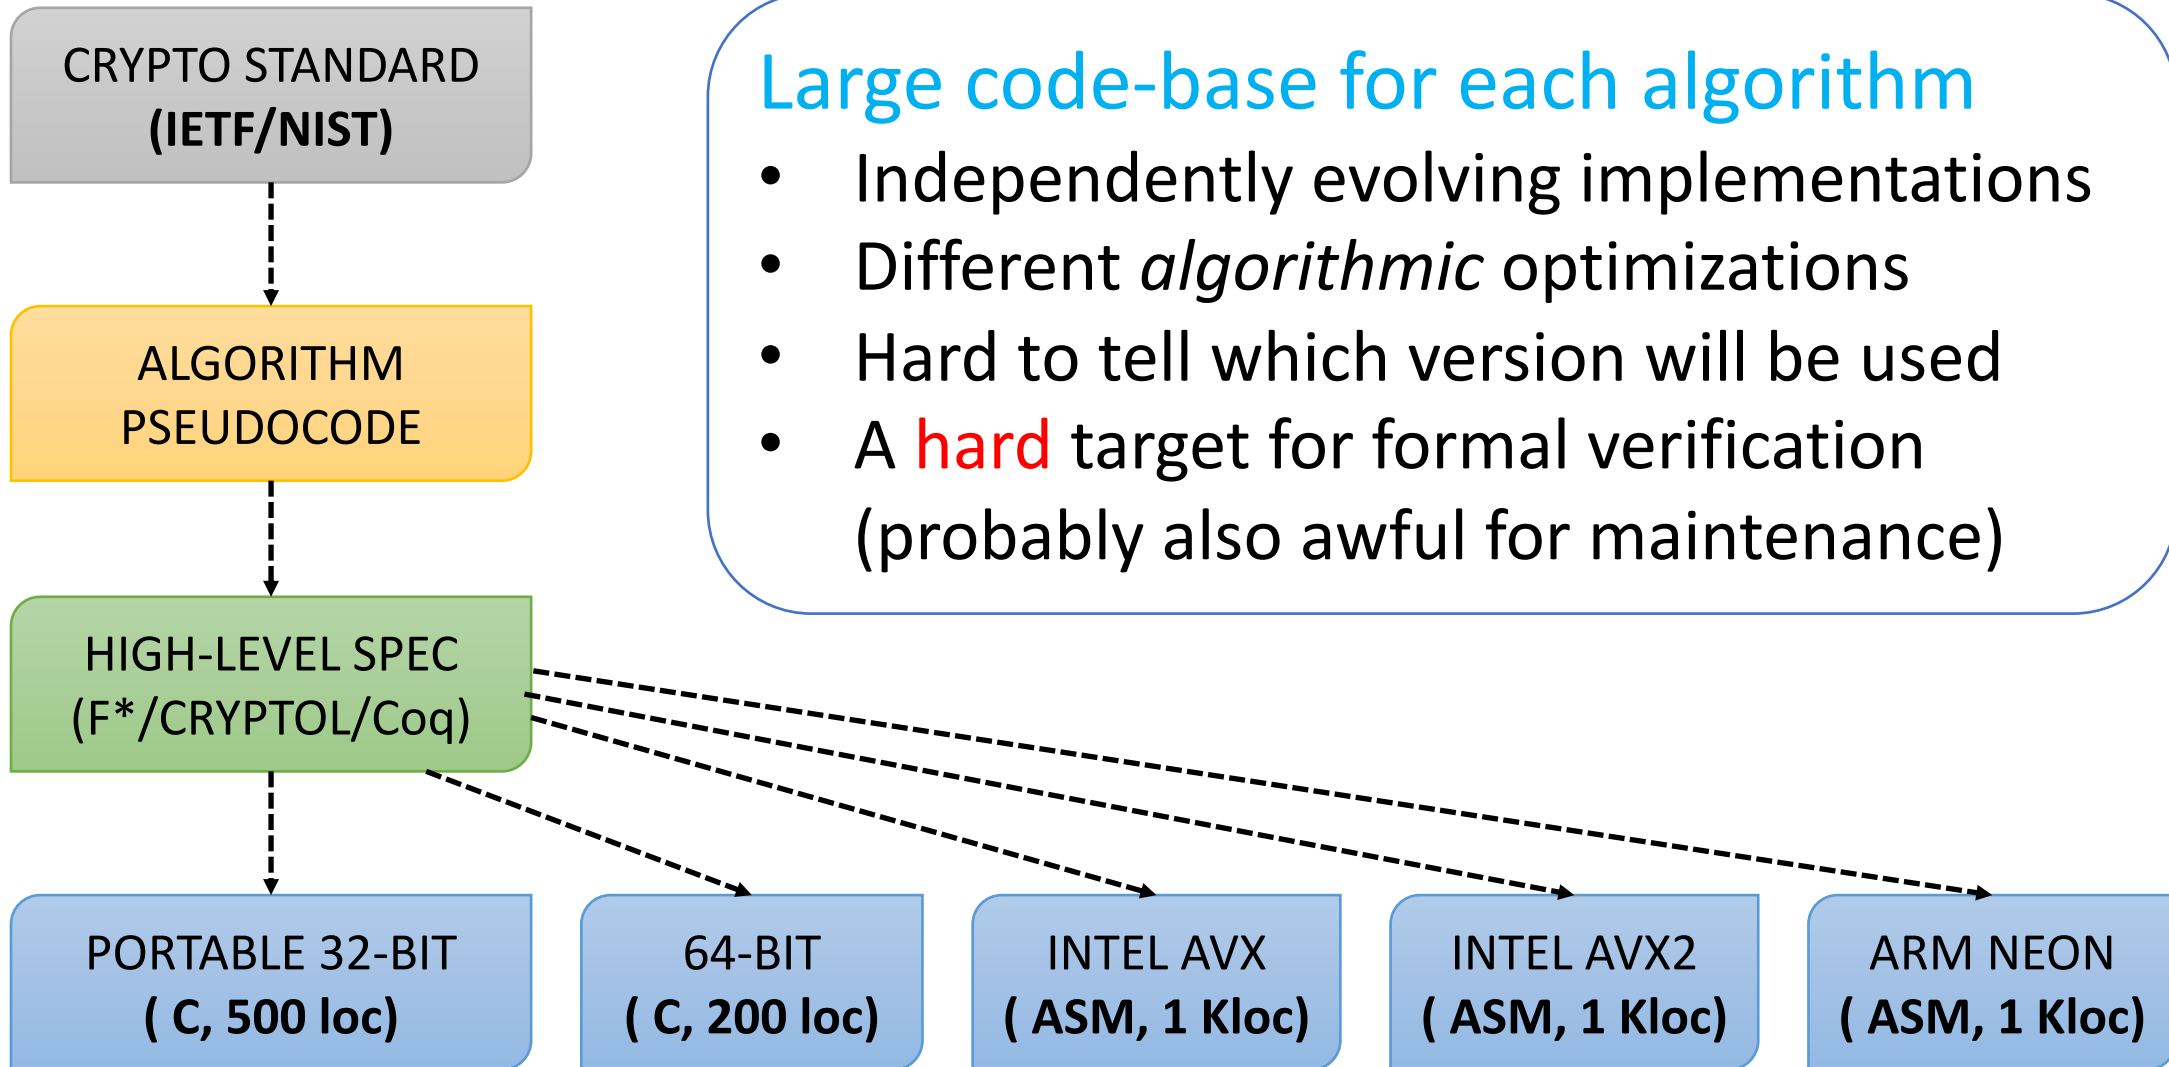 CRYPTO STANDARD
(IETF/NIST)
ALGORITHM
PSEUDOCODE
HIGH-LEVEL SPEC
(F*/CRYPTOL/Coq)
Large code-base for each algorithm
• Independently evolving implementations
• Different algorithmic optimizations
• Hard to tell which version will be used
• A hard target for formal verification
(probably also awful for maintenance)
PORTABLE 32-BIT
( C, 500 loc)
64-BIT
( C, 200 loc)
INTEL AVX
( ASM, 1 Kloc)
INTEL AVX2
( ASM, 1 Kloc)
ARM NEON
( ASM, 1 Kloc)